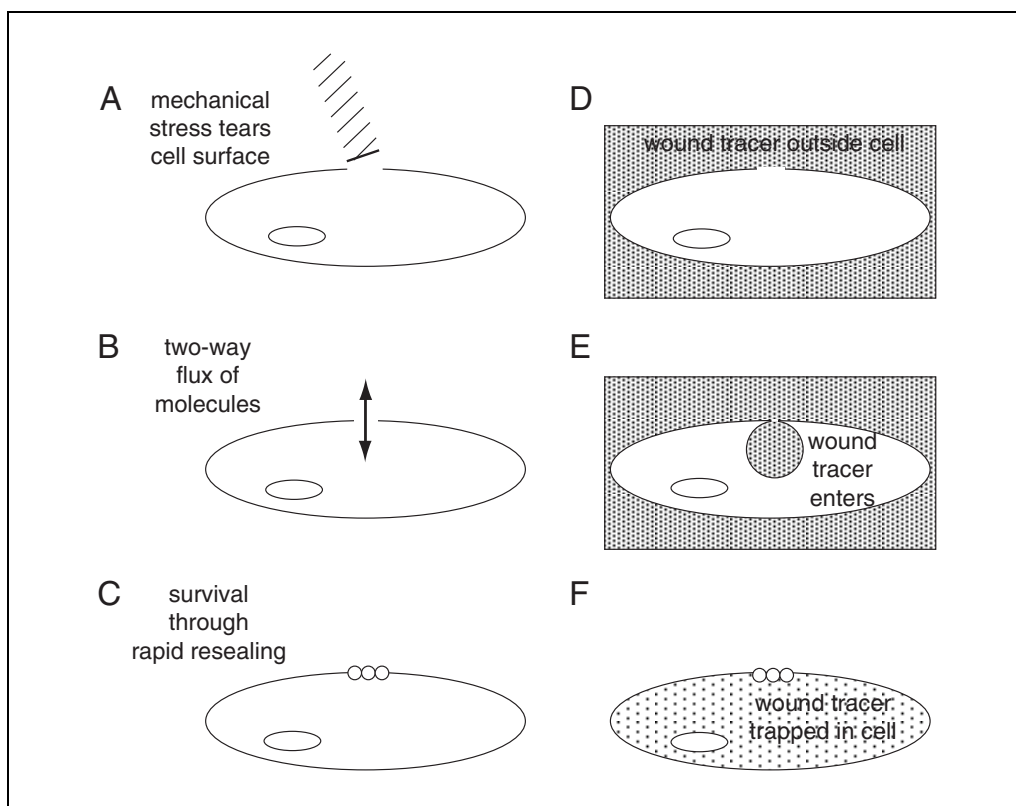 A
mechanical
stress tears
cell surface
D
wound tracer outside cell
B
two-way
flux of
molecules
E
wound
tracer
enters
C
survival
through
rapid resealing
F
wound tracer
trapped in cell